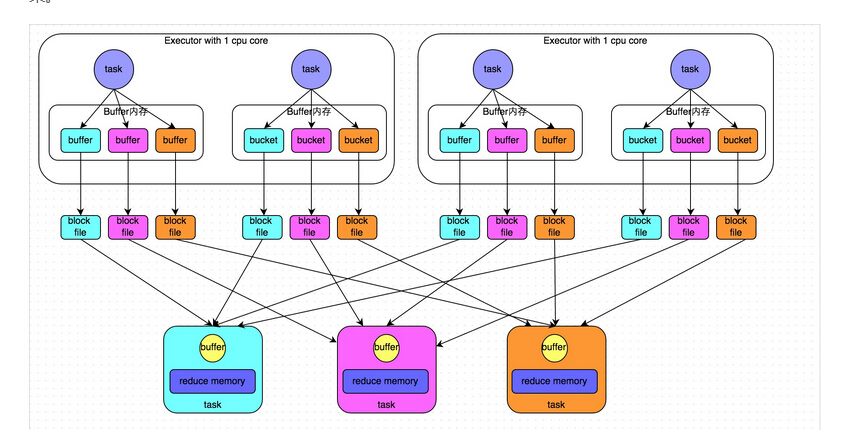 Executor with 1 cpu core
Executor with 1 cpu core
task
task
task
task
Buffer内存
Buffer内存
Buffer内存
Buffer内存
buffer
buffer
buffer
bucket
bucket
bucket
buffer
buffer
buffer
bucket
bucket
bucket
block
file
block
file
block
file
block
file
block
file
block
file
block
file
block
file
block
file
block
file
block
file
block
file
buffer
buffer
buffer
reduce memory
reduce memory
reduce memory
task
task
task